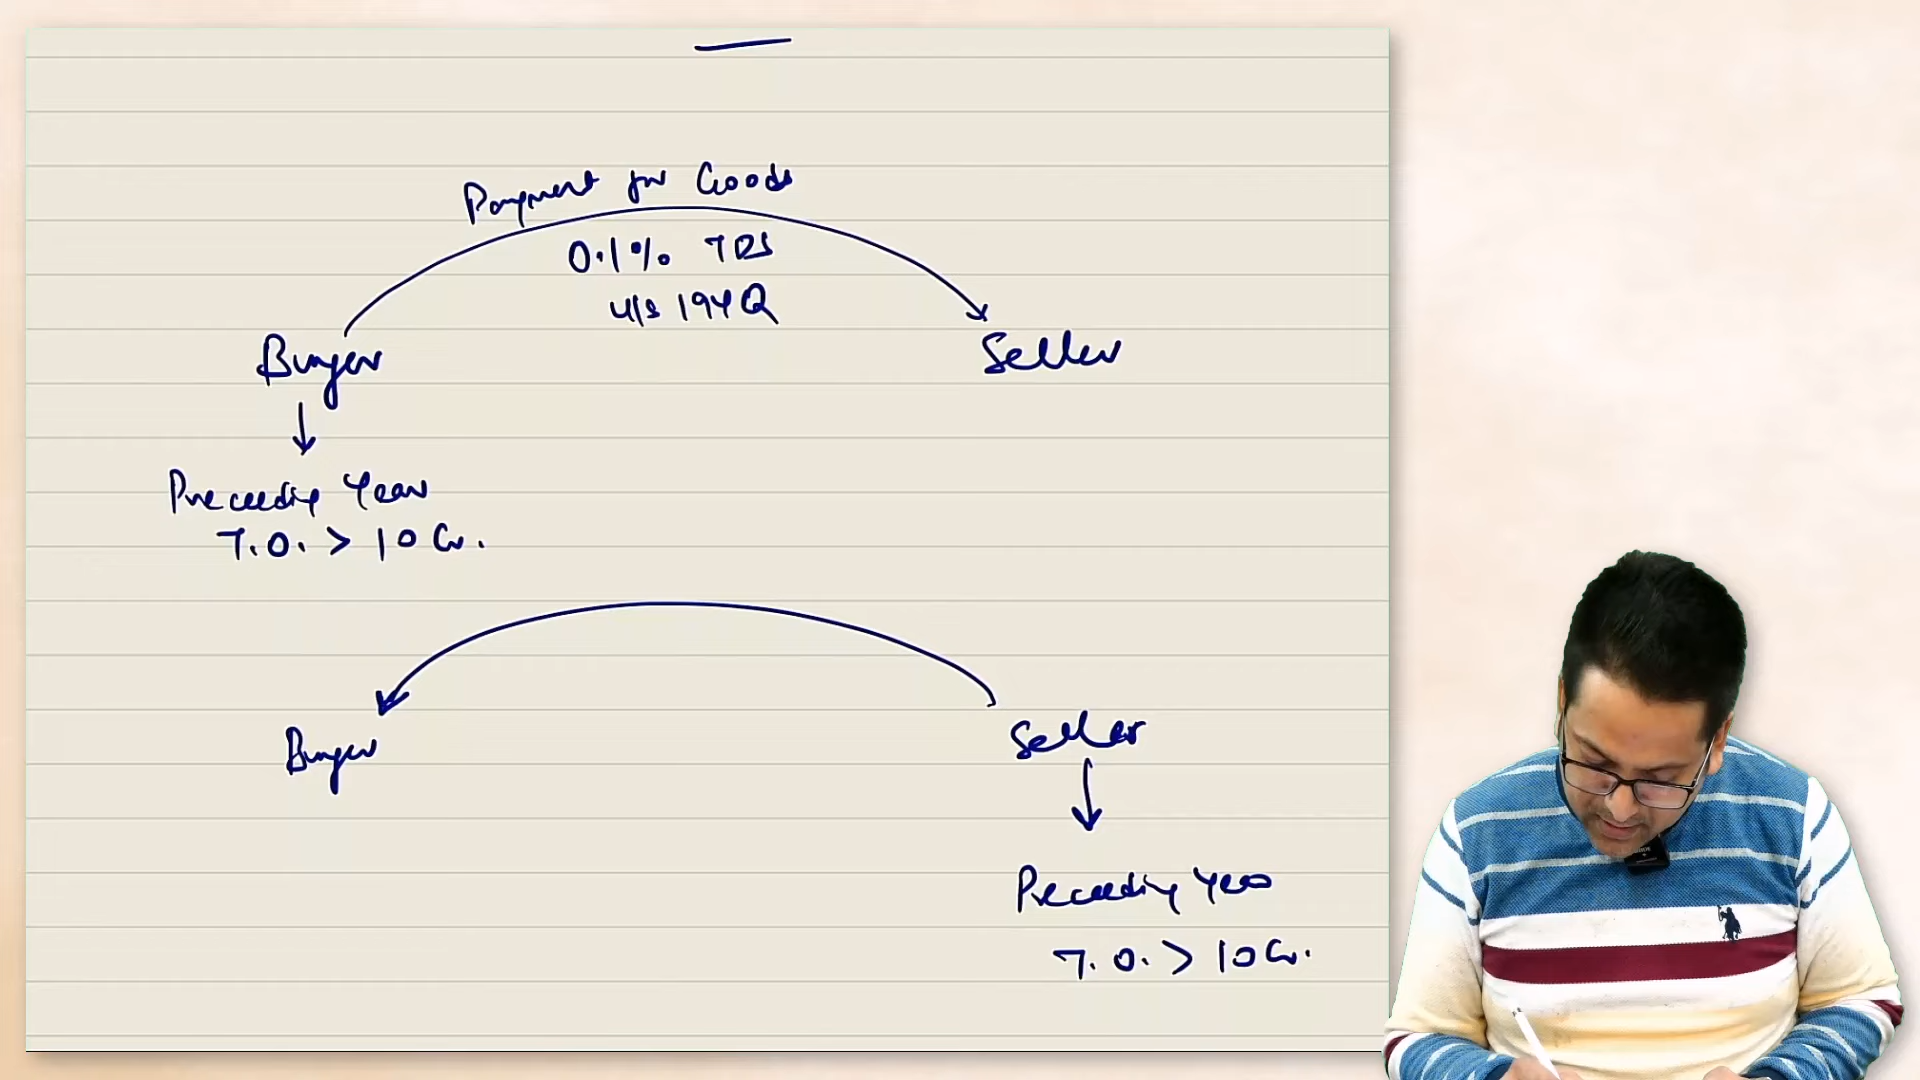 Payment for Goods
0.1% TDS
u/s 194Q
Buyer
Seller
Preceding Year
T.O. > 10 Cr.
Buyer
Seller
Preceding Year
T.O. > 10 Cr.